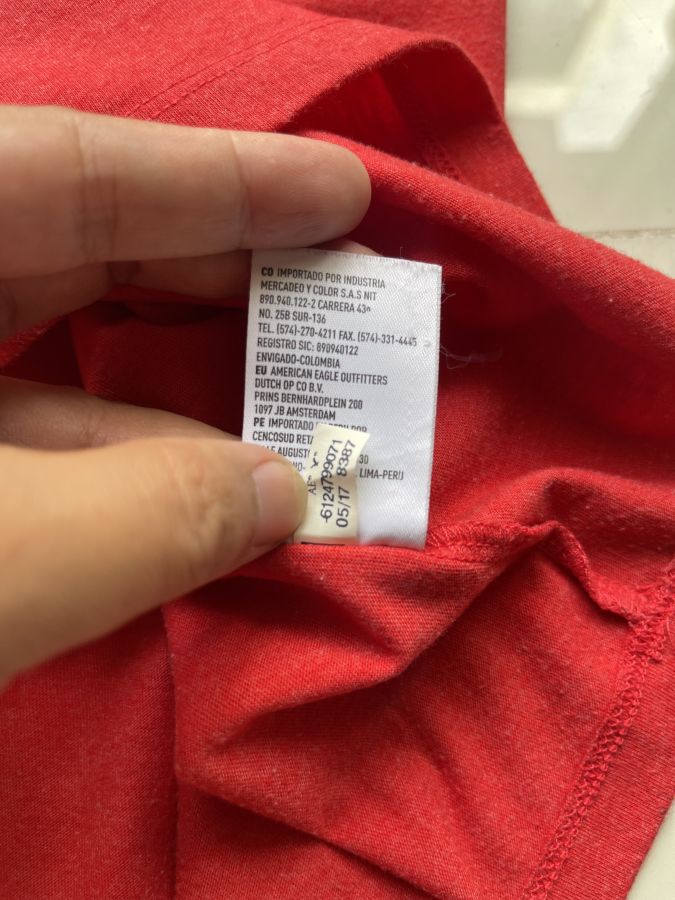 CO IMPORTADO POR INDUSTRIA
MERCADEO Y COLOR S.A.S NIT
890.940.122-2 CARRERA 43ª
NO. 25B SUR-136
TEL. (574)-270-4211 FAX. (574)-331-4445
REGISTRO SIC: 890940122
ENVIGADO-COLOMBIA
EU AMERICAN EAGLE OUTFITTERS
DUTCH OP CO B.V.
PRINS BERNHARDPLEIN 200
1097 JB AMSTERDAM
PE IMPORTADO
CENCOSUD
30
LIMA-PERU
-6124799071
05/17 8387